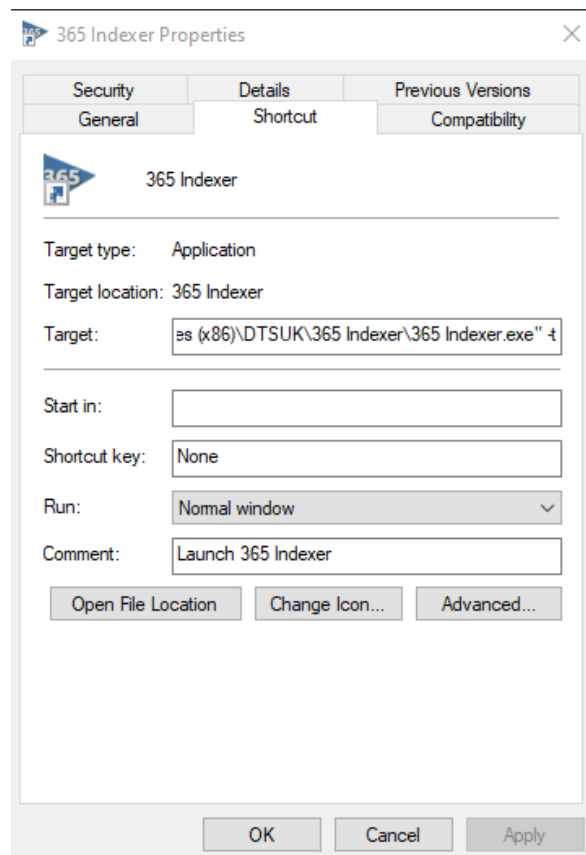 365 Indexer Properties
Security Details Previous Versions
General Shortcut Compatibility
365
365 Indexer
Target type: Application
Target location: 365 Indexer
Target: es (x86)\DTSUK\365 Indexer\365 Indexer.exe" -t
Start in:
Shortcut key: None
Run: Normal window
Comment: Launch 365 Indexer
Open File Location Change Icon... Advanced...
OK Cancel Apply